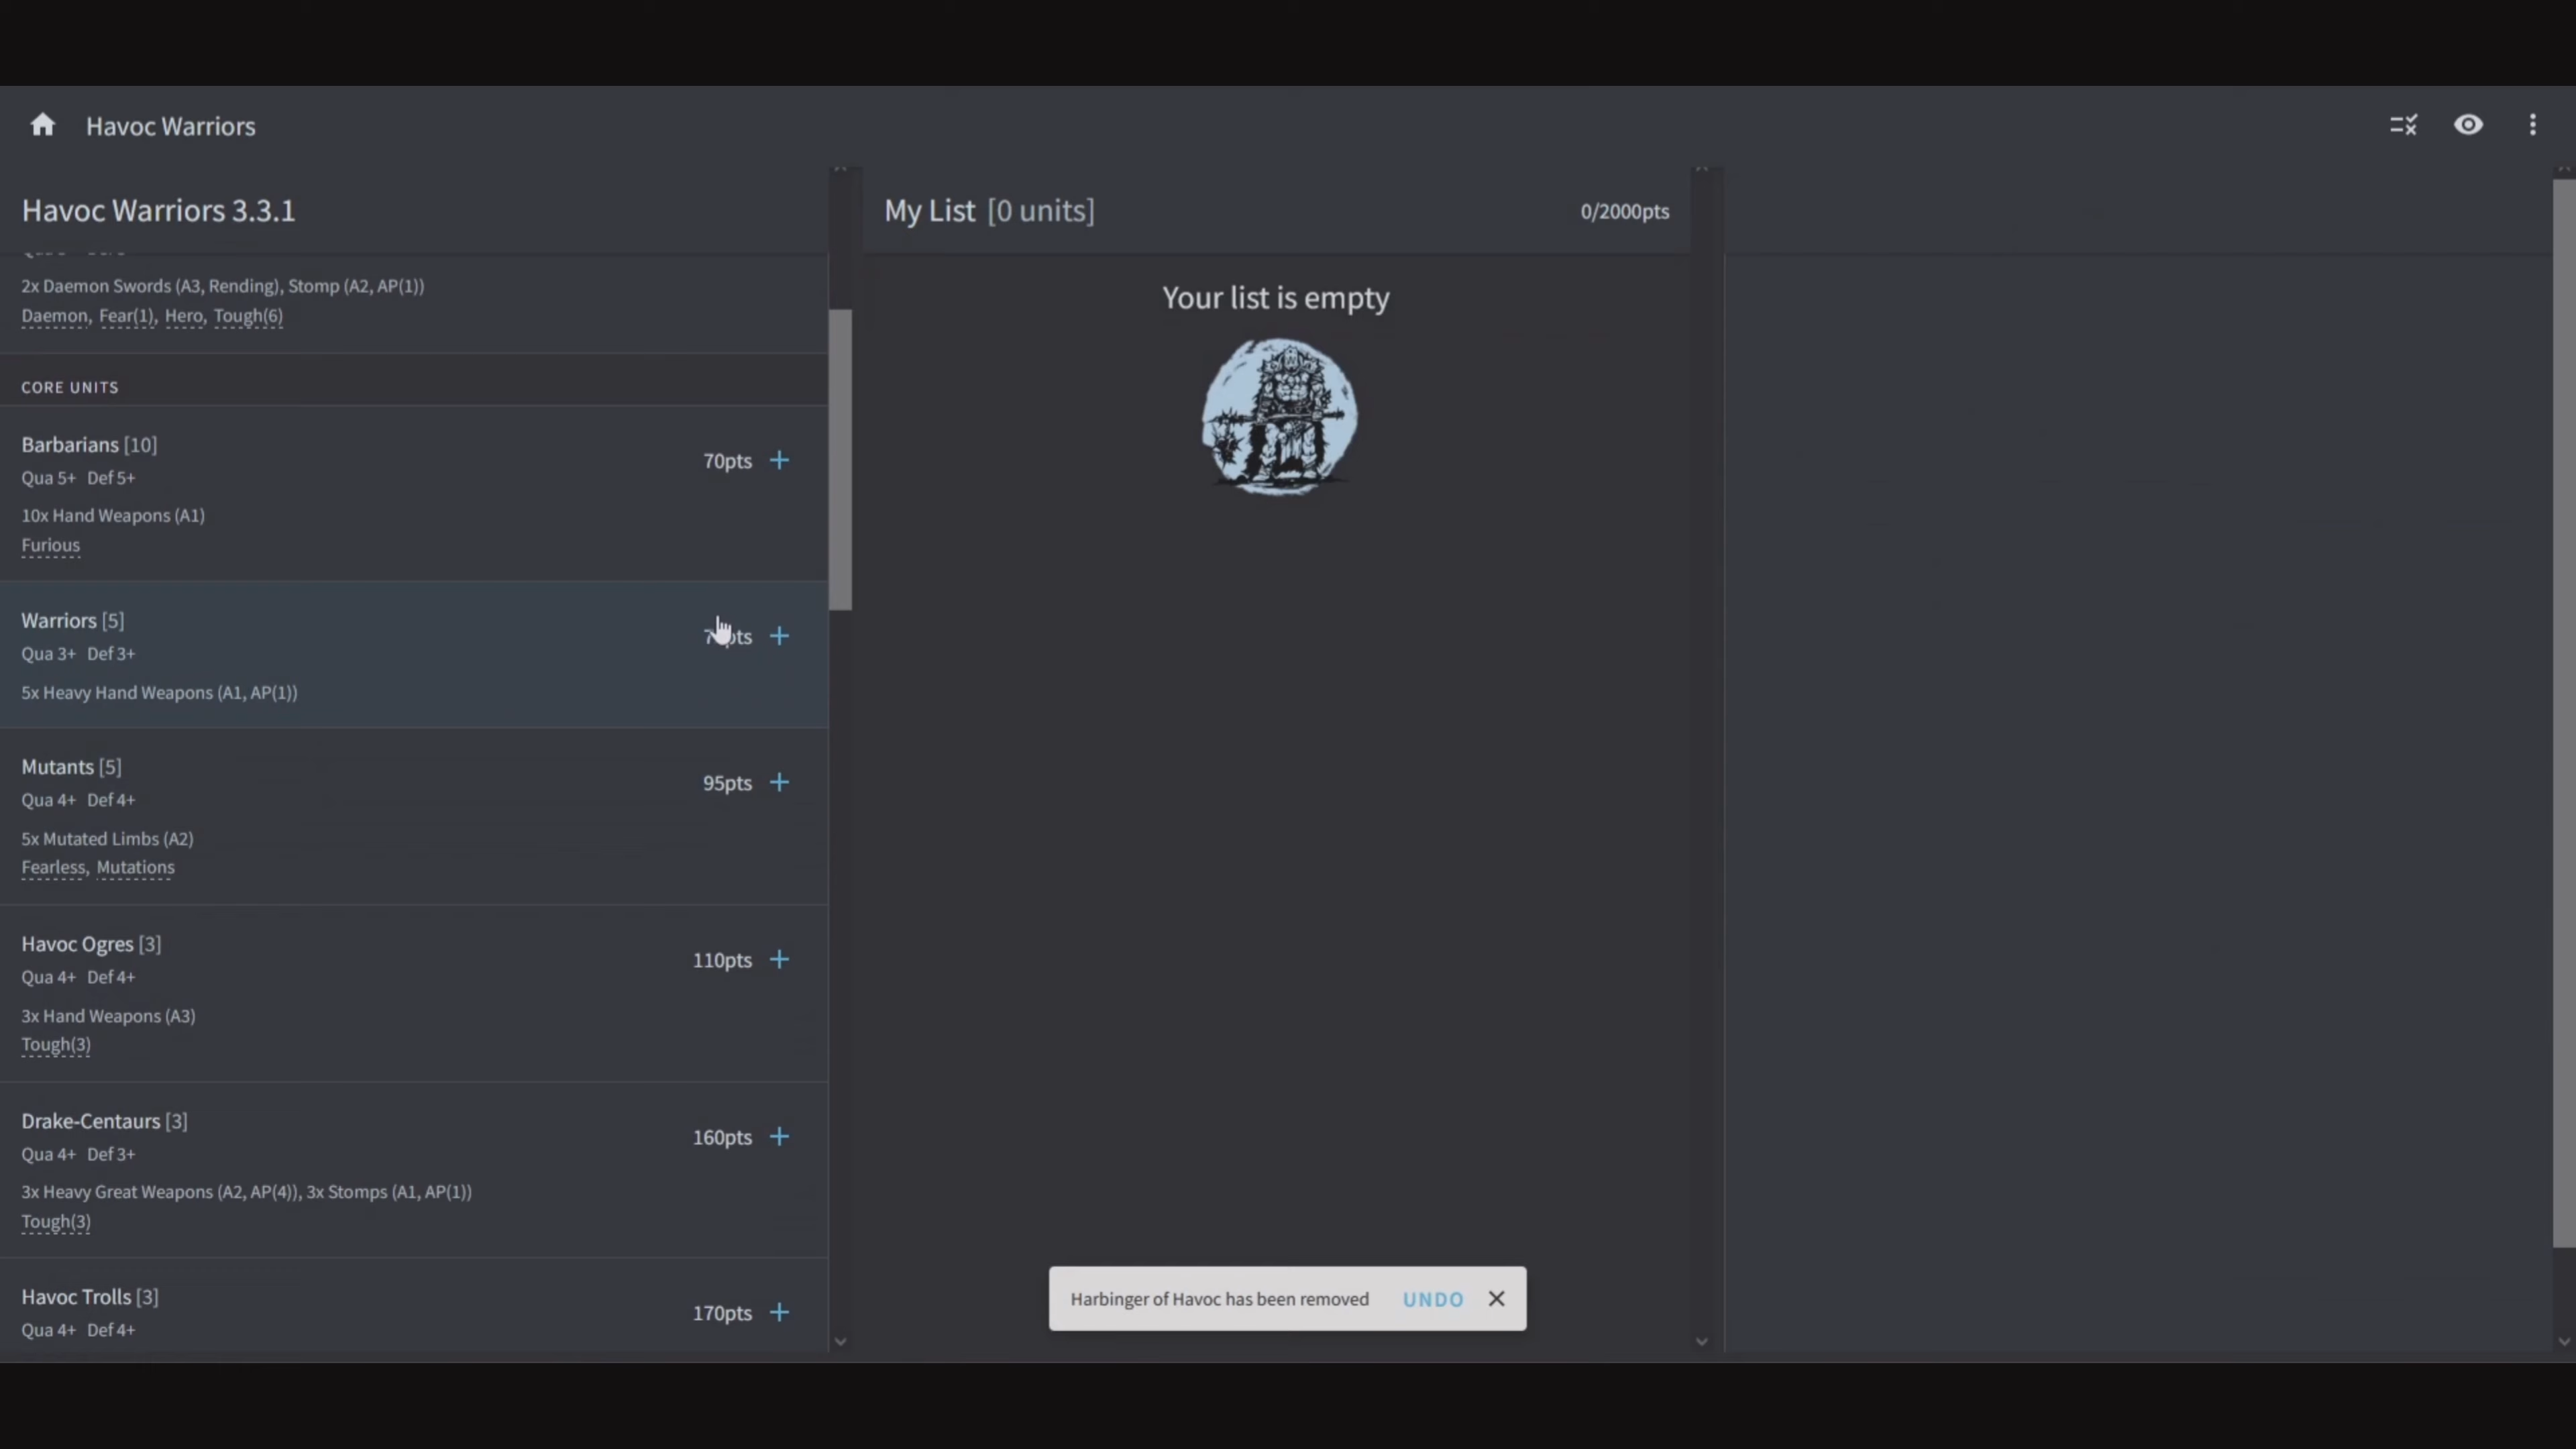 Havoc Warriors
Havoc Warriors 3.3.1
2x Daemon Swords (A3, Rending), Stomp (A2, AP(1))
Daemon, Fear(1), Hero, Tough(6)
CORE UNITS
Barbarians [10]
70pts
Qua 5+ Def 5+
10x Hand Weapons (A1)
Furious
Warriors [5]
Qua 3+ Def 3+
5x Heavy Hand Weapons (A1, AP(1))
Mutants [5]
95pts
Qua 4+ Def 4+
5x Mutated Limbs (A2)
Fearless, Mutations
Havoc Ogres [3]
110pts
Qua 4+ Def 4+
3x Hand Weapons (A3)
Tough(3)
Drake-Centaurs [3]
160pts
Qua 4+ Def 3+
3x Heavy Great Weapons (A2, AP(4)), 3x Stomps (A1, AP(1))
Tough(3)
Havoc Trolls [3]
170pts
Qua 4+ Def 4+
My List [0 units]
0/2000pts
Your list is empty
Harbinger of Havoc has been removed UNDO